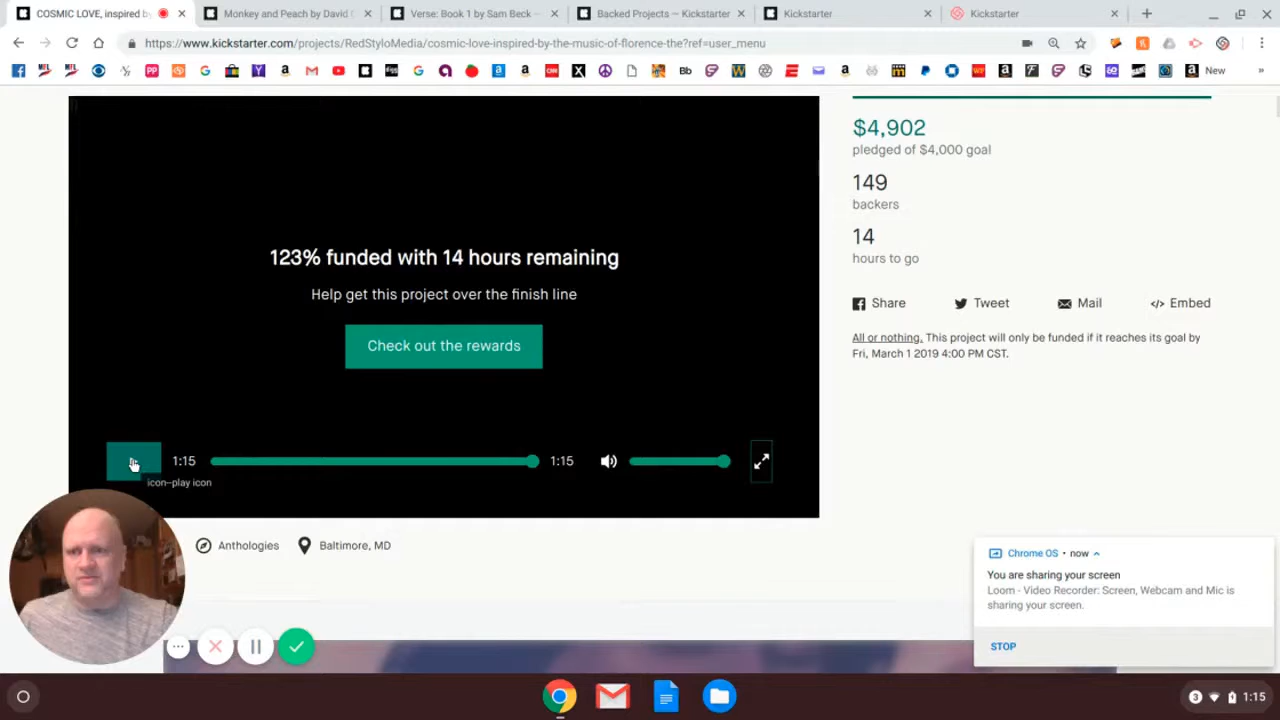 COSMIC LOVE, inspired b
Monkey and Peach by David
Verse: Book 1 by Sam Beck —
Backed Projects — Kickstarter
Kickstarter
Kickstarter
https://www.kickstarter.com/projects/RedStyloMedia/cosmic-love-inspired-by-the-music-of-florence-the?ref=user_menu
New
$4,902
pledged of $4,000 goal
149
backers
14
hours to go
Share
Tweet
Mail
Embed
All or nothing. This project will only be funded if it reaches its goal by
Fri, March 1 2019 4:00 PM CST.
123% funded with 14 hours remaining
Help get this project over the finish line
Check out the rewards
1:15
1:15
icon--play icon
Anthologies
Baltimore, MD
Chrome OS • now
You are sharing your screen
Loom - Video Recorder: Screen, Webcam and Mic is
sharing your screen.
STOP
3
1:15